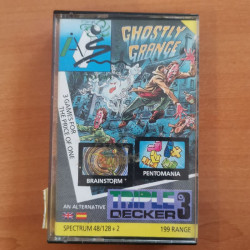 GHOSTLY GRANGE
3 GAMES FOR
THE PRICE OF ONE
BRAINSTORM
PENTOMANIA
AN ALTERNATIVE
TRIPLE
DECKER 3
SPECTRUM 48/128 + 2
199 RANGE